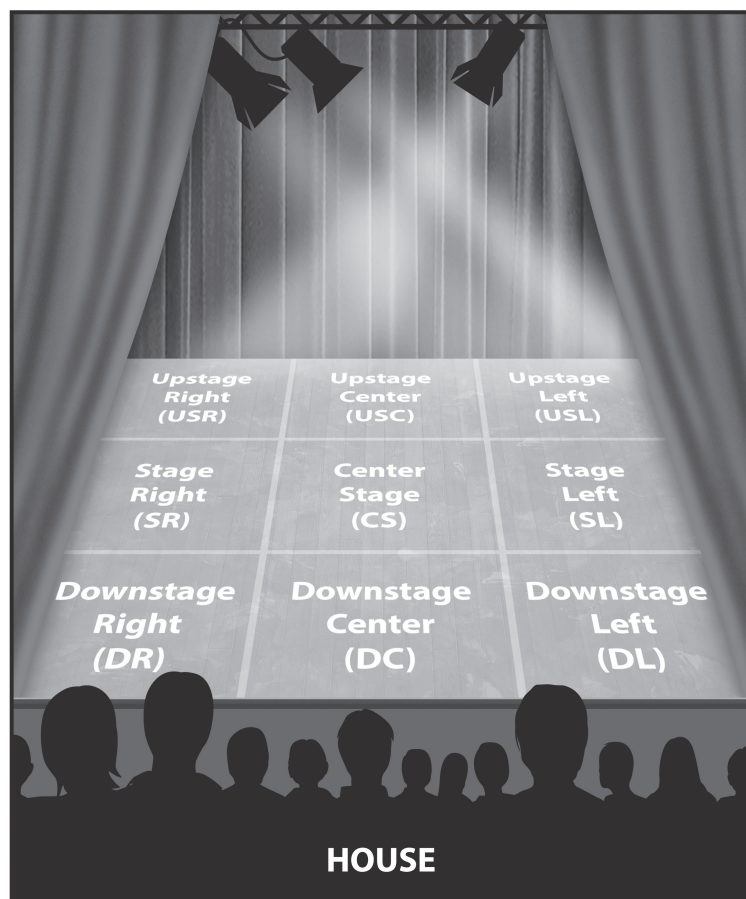 Upstage
Right
(USR)
Upstage
Center
(USC)
Upstage
Left
(USL)
Stage
Right
(SR)
Center
Stage
(CS)
Stage
Left
(SL)
Downstage
Right
(DR)
Downstage
Center
(DC)
Downstage
Left
(DL)
HOUSE